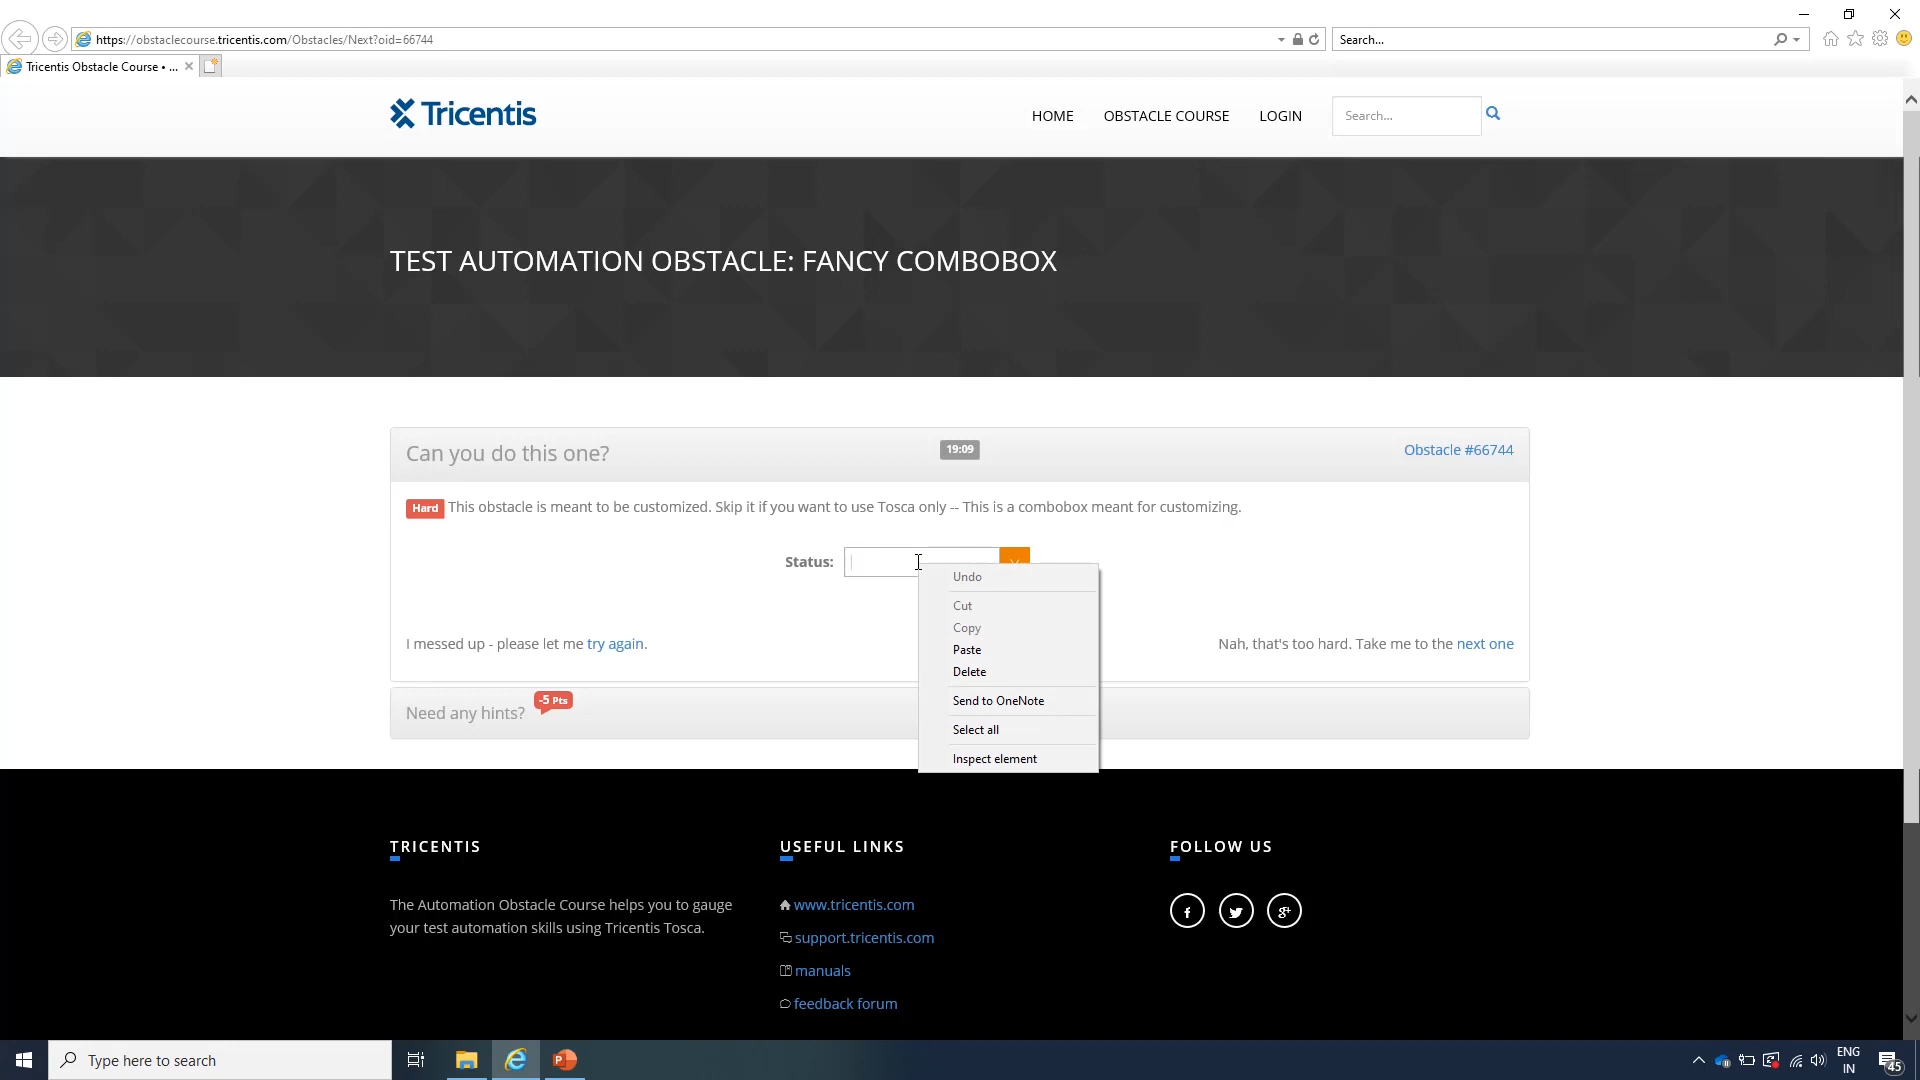 https://obstaclecourse.tricentis.com/Obstacles/Next?oid=66744
Search...
Tricentis Obstacle Course • ...
Tricentis
HOME
OBSTACLE COURSE
LOGIN
Search...
TEST AUTOMATION OBSTACLE: FANCY COMBOBOX
Can you do this one?
19:09
Obstacle #66744
Hard This obstacle is meant to be customized. Skip it if you want to use Tosca only -- This is a combobox meant for customizing.
Status:
Undo
Cut
Copy
Paste
Delete
Send to OneNote
Select all
Inspect element
I messed up - please let me try again.
Nah, that's too hard. Take me to the next one
Need any hints?
-5 Pts
TRICENTIS
The Automation Obstacle Course helps you to gauge
your test automation skills using Tricentis Tosca.
USEFUL LINKS
www.tricentis.com
support.tricentis.com
manuals
feedback forum
FOLLOW US
Type here to search
ENG
IN
45